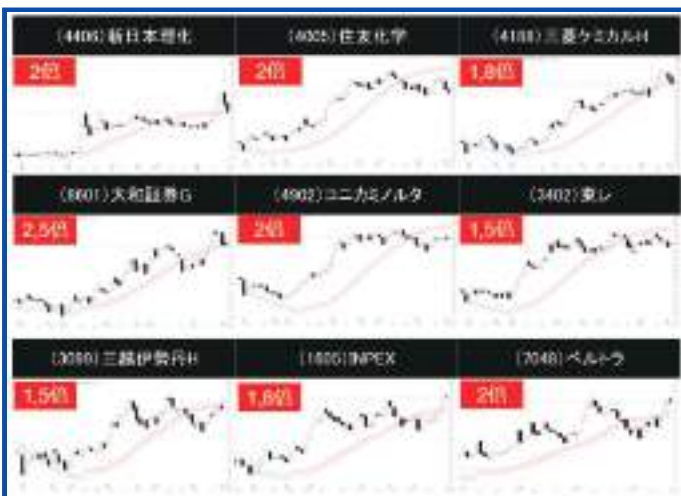 (4406)新日本理化
(4005)住友化学
(4188)三菱ケミカルH
2倍
2倍
1,8倍
(8601)大和証券G
(4902)コニカミノルタ
(3402)東レ
2,5倍
2倍
1,5倍
(3099)三越伊勢丹H
(1605)INPEX
(7048)ベルトラ
1,5倍
1,6倍
2倍